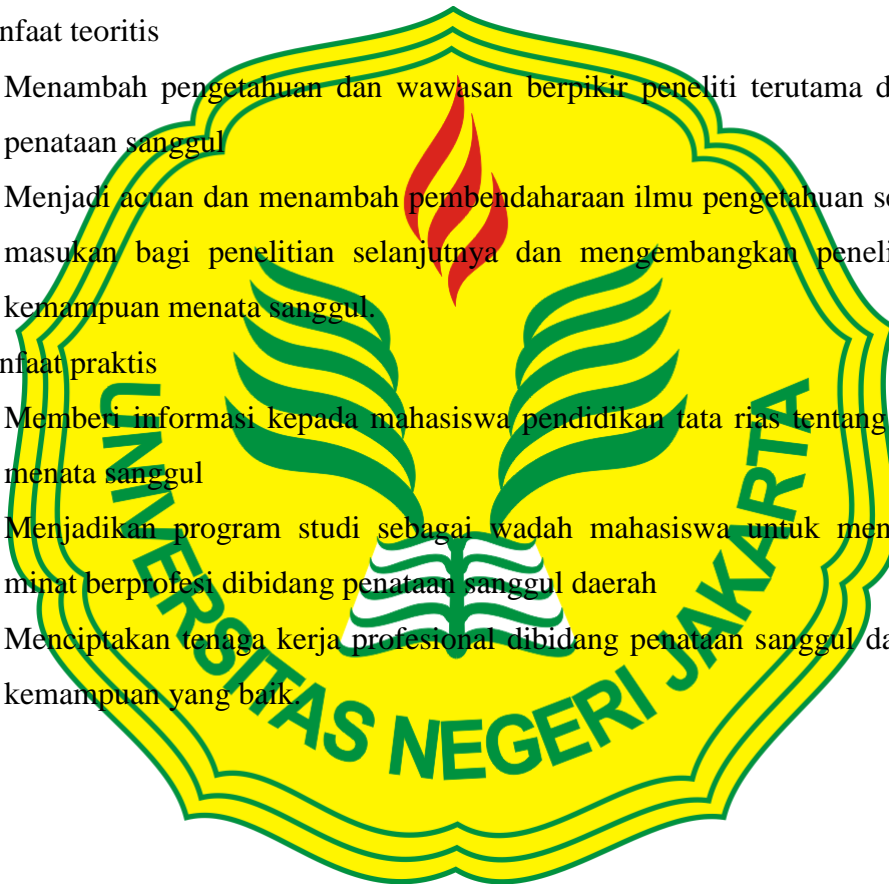 nfaat teoritis
Menambah pengetahuan dan wawasan berpikir peneliti terutama d
penataan sanggul
Menjadi acuan dan menambah pembendaharaan ilmu pengetahuan se
masukan bagi penelitian selanjutnya dan mengembangkan penel
kemampuan menata sanggul.
nfaat praktis
Memberi informasi kepada mahasiswa pendidikan tata rias tentang
menata sanggul
Menjadikan program studi sebagai wadah mahasiswa untuk men
minat berprofesi dibidang penataan sanggul daerah
Menciptakan tenaga kerja profesional dibidang penataan sanggul da
kemampuan yang baik.
UNIVERSITAS NEGERI JAKARTA